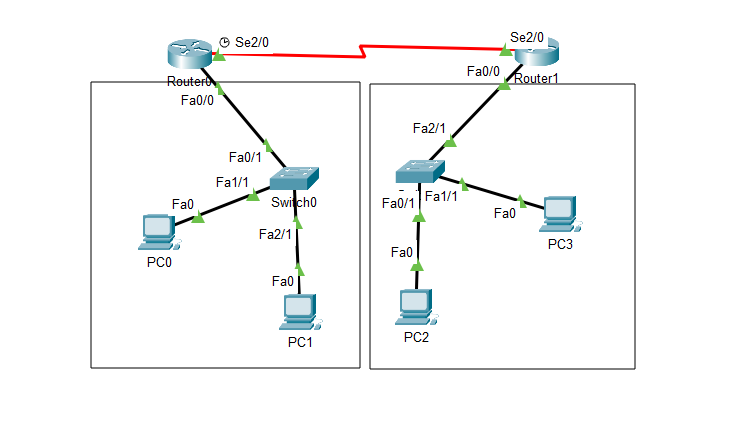 Se2/0
Router0
Fa0/0
Fa0/1
Fa1/1
Switch0
Fa0
PC0
Fa2/1
Fa0
PC1
Se2/0
Router1
Fa0/0
Fa2/1
Fa0/1
Fa1/1
Fa0
PC3
Fa0
PC2